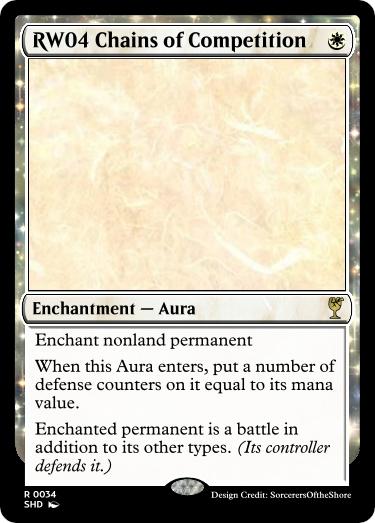 RW04 Chains of Competition
Enchantment — Aura
Enchant nonland permanent
When this Aura enters, put a number of
defense counters on it equal to its mana
value.
Enchanted permanent is a battle in
addition to its other types. (Its controller
defends it.)
R 0034
SHD
Design Credit: SorcerersOftheShore